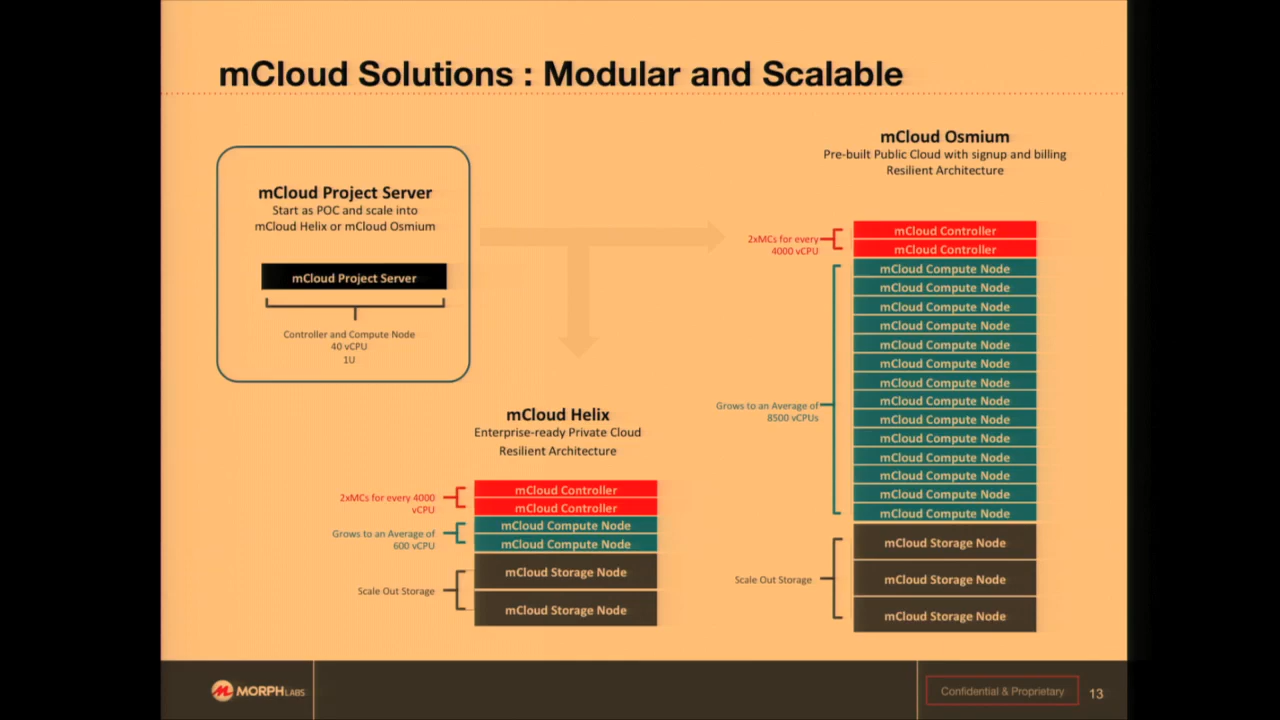 mCloud Solutions : Modular and Scalable
mCloud Project Server
Start as POC and scale into
mCloud Helix or mCloud Osmium
mCloud Project Server
Controller and Compute Node
40 vCPU
1U
mCloud Helix
Enterprise-ready Private Cloud
Resilient Architecture
2xMCs for every 4000
vCPU
Grows to an Average of
600 vCPU
Scale Out Storage
mCloud Controller
mCloud Controller
mCloud Compute Node
mCloud Compute Node
mCloud Storage Node
mCloud Storage Node
mCloud Osmium
Pre-built Public Cloud with signup and billing
Resilient Architecture
2xMCs for every
4000 vCPU
Grows to an Average of
8500 vCPUs
Scale Out Storage
mCloud Controller
mCloud Controller
mCloud Compute Node
mCloud Compute Node
mCloud Compute Node
mCloud Compute Node
mCloud Compute Node
mCloud Compute Node
mCloud Compute Node
mCloud Compute Node
mCloud Compute Node
mCloud Compute Node
mCloud Compute Node
mCloud Compute Node
mCloud Compute Node
mCloud Compute Node
mCloud Storage Node
mCloud Storage Node
mCloud Storage Node
MORPH LABS
Confidential & Proprietary
13